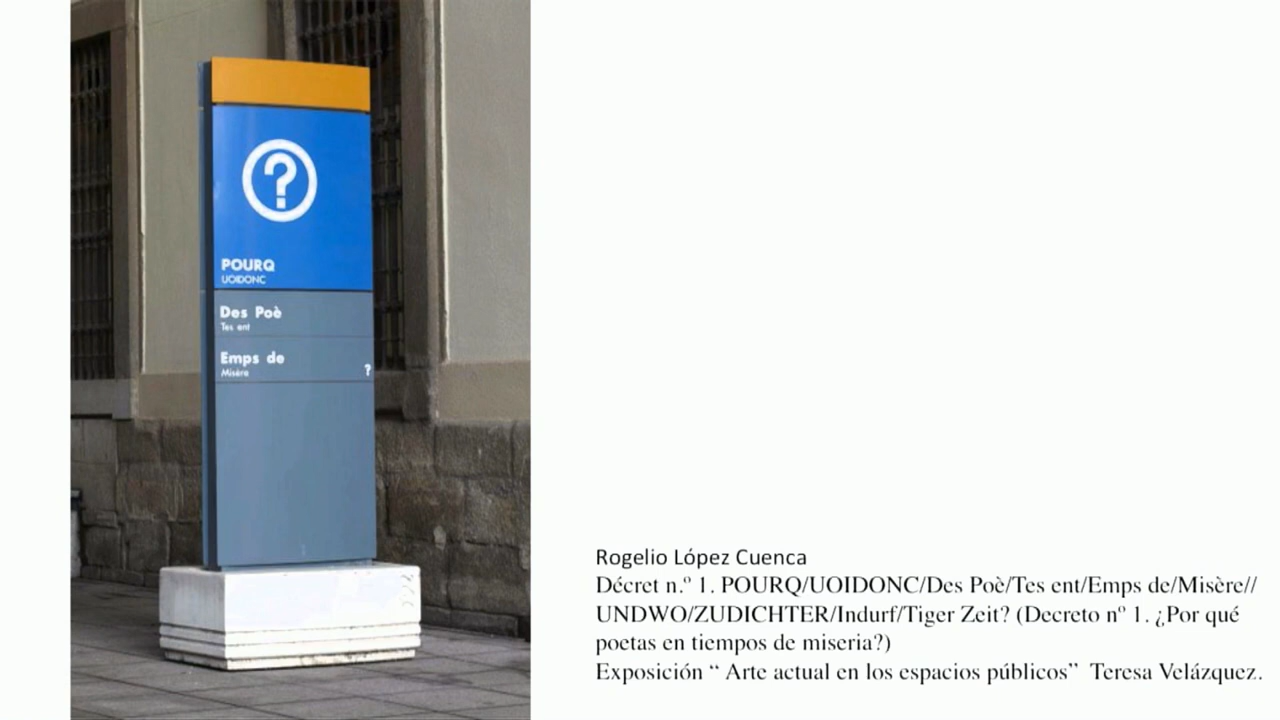 ?
POURQ
UOIDONC
Des Poè
Tes ent
Emps de
Misère
?
Rogelio López Cuenca
Décret n.º 1. POURQ/UOIDONC/Des Poè/Tes ent/Emps de/Misère//
UNDWO/ZUDICHTER/Indurf/Tiger Zeit? (Decreto nº 1. ¿Por qué
poetas en tiempos de miseria?)
Exposición “ Arte actual en los espacios públicos” Teresa Velázquez.